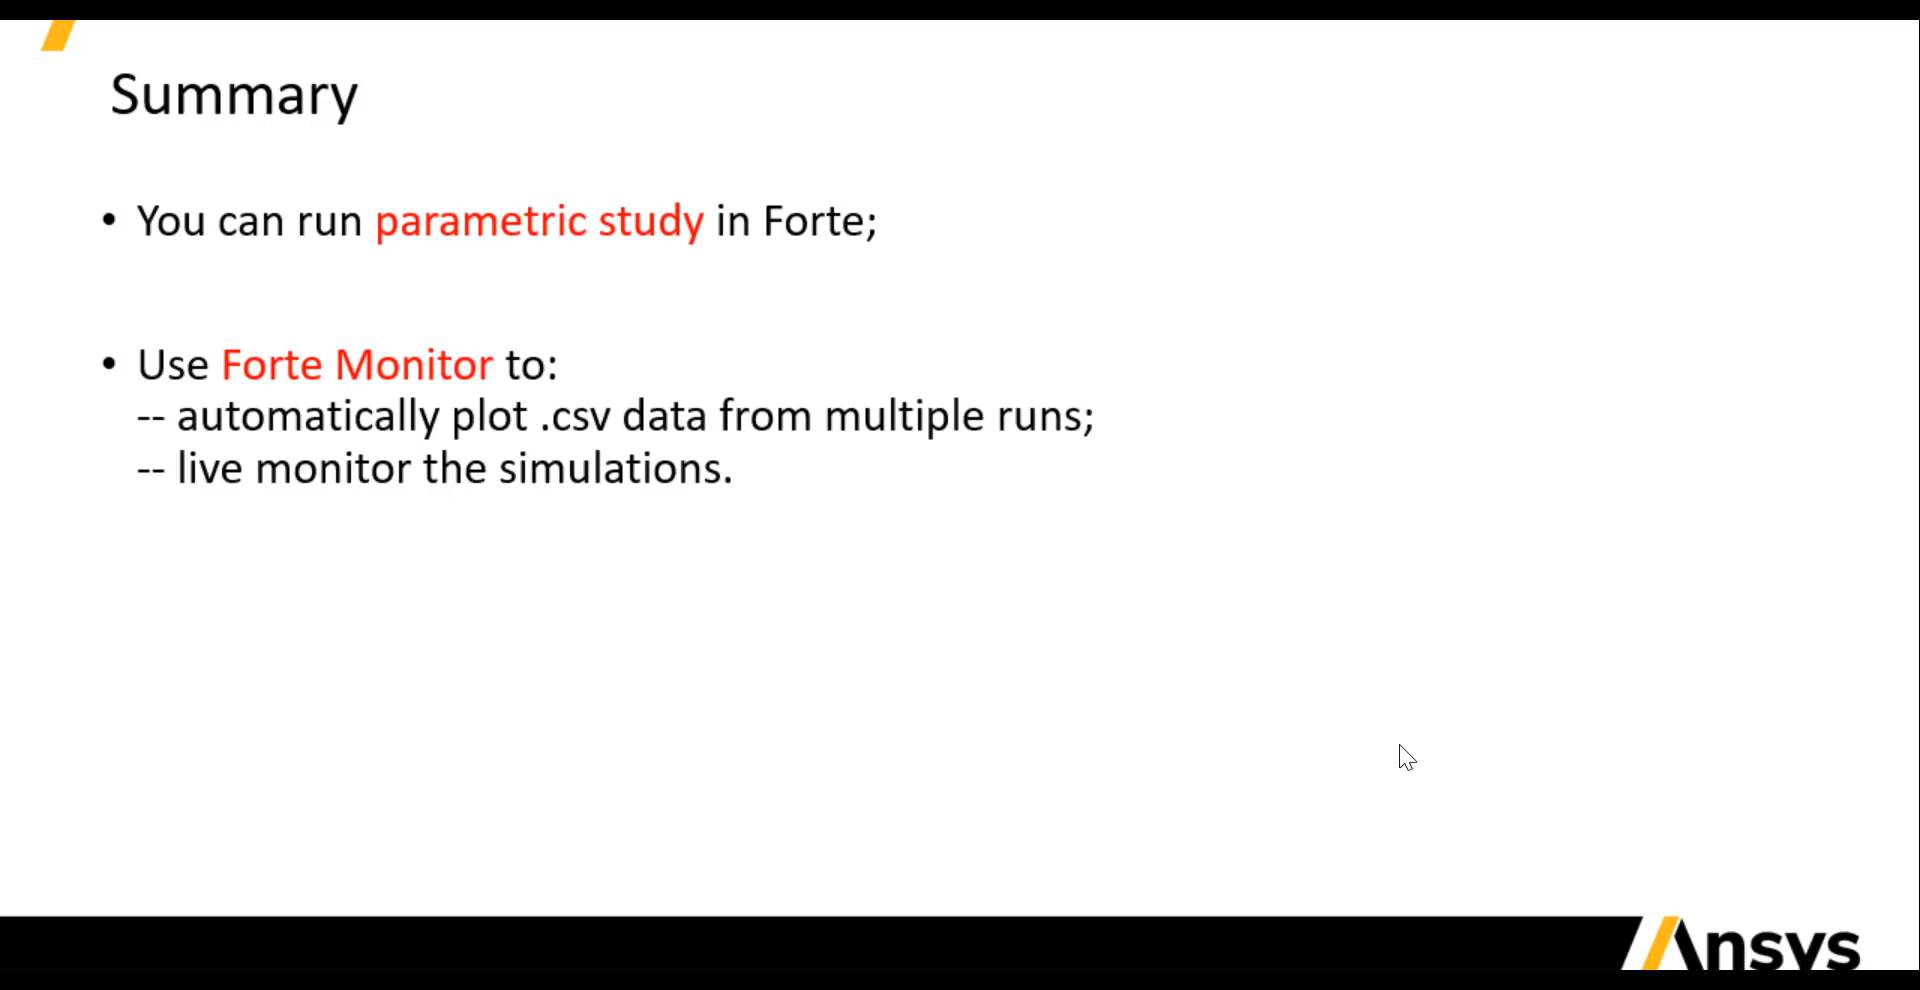 Summary
• You can run parametric study in Forte;
• Use Forte Monitor to:
-- automatically plot .csv data from multiple runs;
-- live monitor the simulations.
Ansys